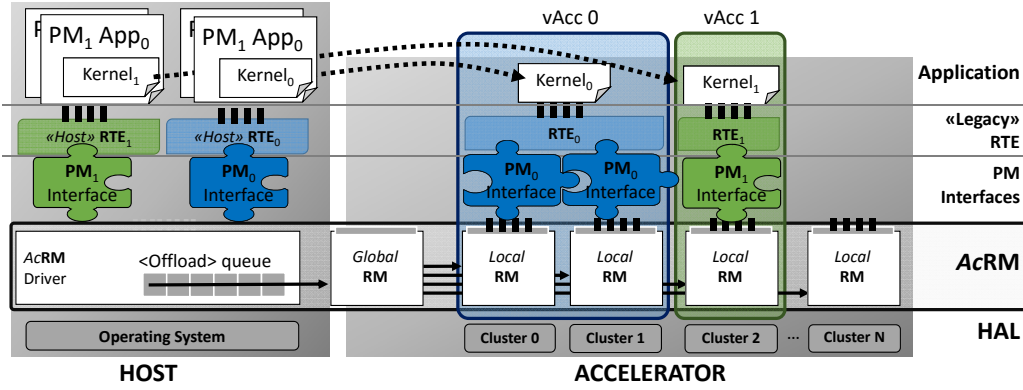 vAcc 0
vAcc 1
PM₁ App₀
PM₁ App₀
Kernel₁
Kernel₀
Kernel₀
Kernel₁
Application
«Host» RTE₁
«Host» RTE₀
RTE₀
RTE₁
«Legacy»
RTE
PM₁
Interface
PM₀
Interface
PM₀
Interface
PM₀
Interface
PM₁
Interface
PM
Interfaces
AcRM
Driver
<Offload> queue
Global
RM
Local
RM
Local
RM
Local
RM
Local
RM
AcRM
Operating System
Cluster 0
Cluster 1
Cluster 2
...
Cluster N
HAL
HOST
ACCELERATOR